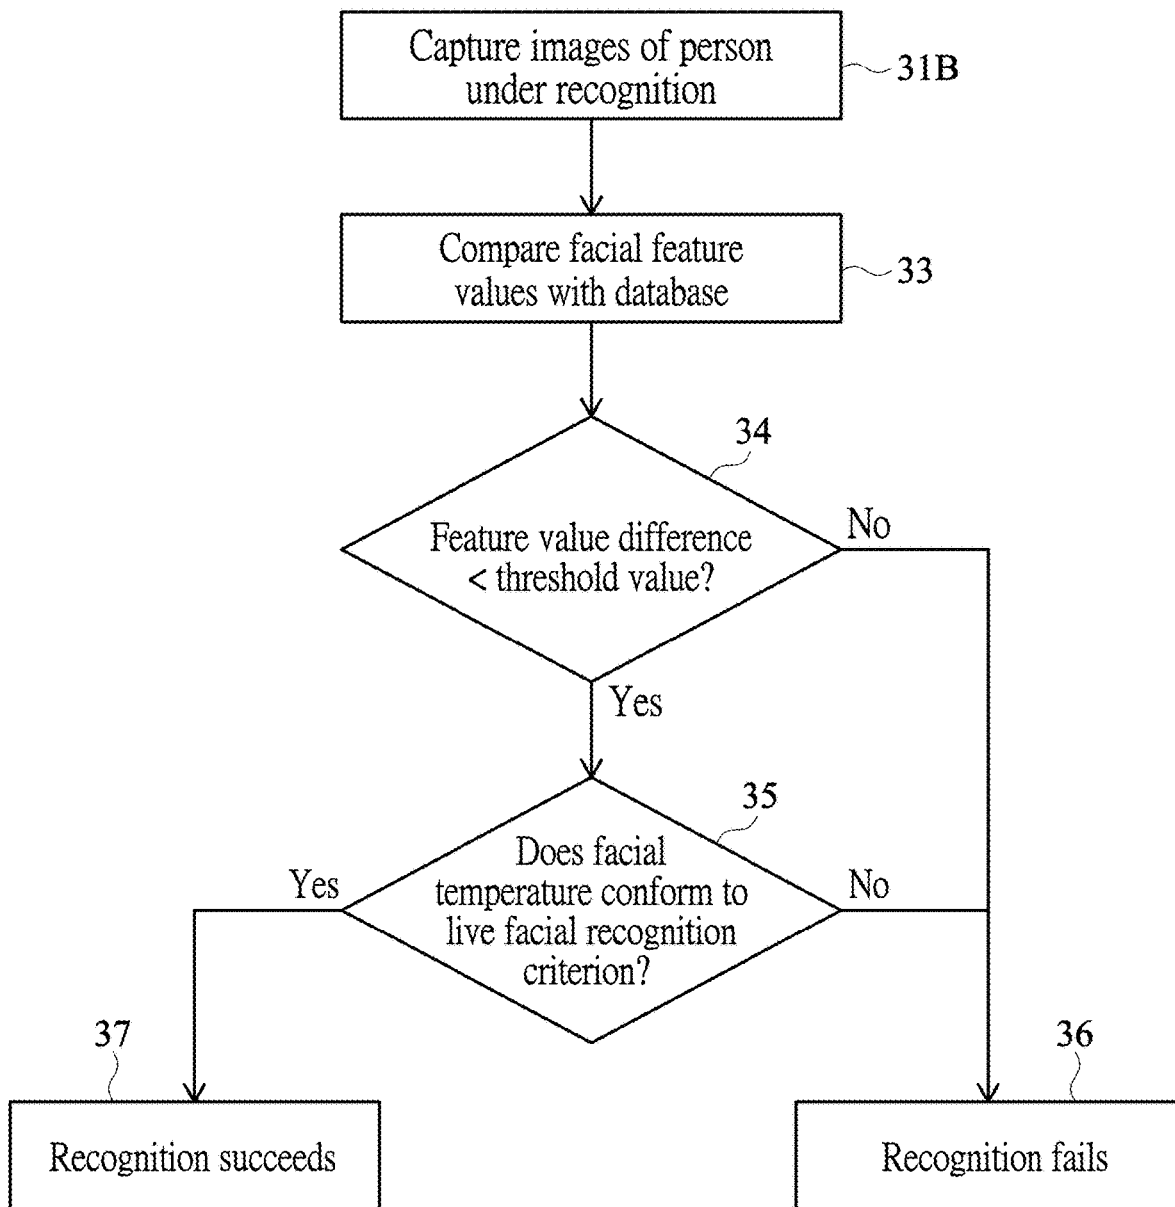 Capture images of person
under recognition
31B
Compare facial feature
values with database
33
34
Feature value difference
< threshold value?
No
Yes
35
Does facial
temperature conform to
live facial recognition
criterion?
Yes
No
37
Recognition succeeds
36
Recognition fails